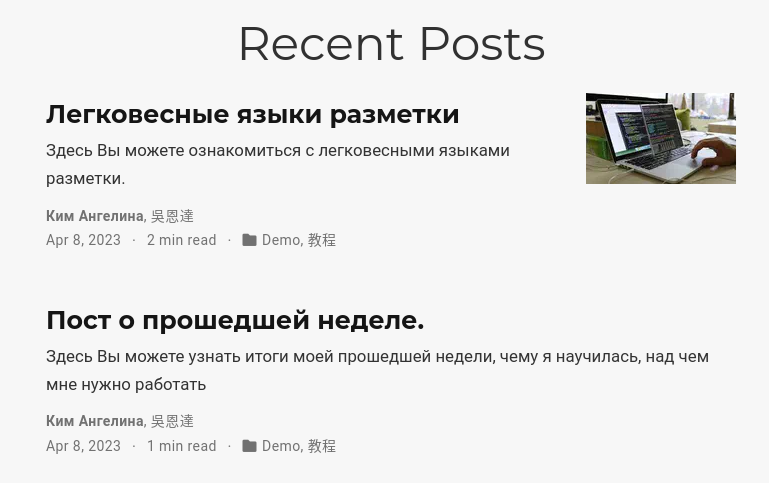 Recent Posts
Легковесные языки разметки
Здесь Вы можете ознакомиться с легковесными языками
разметки.
Ким Ангелина, 吳恩達
Apr 8, 2023 · 2 min read · Demo, 教程
Пост о прошедшей неделе.
Здесь Вы можете узнать итоги моей прошедшей недели, чему я научилась, над чем
мне нужно работать
Ким Ангелина, 吳恩達
Apr 8, 2023 · 1 min read · Demo, 教程